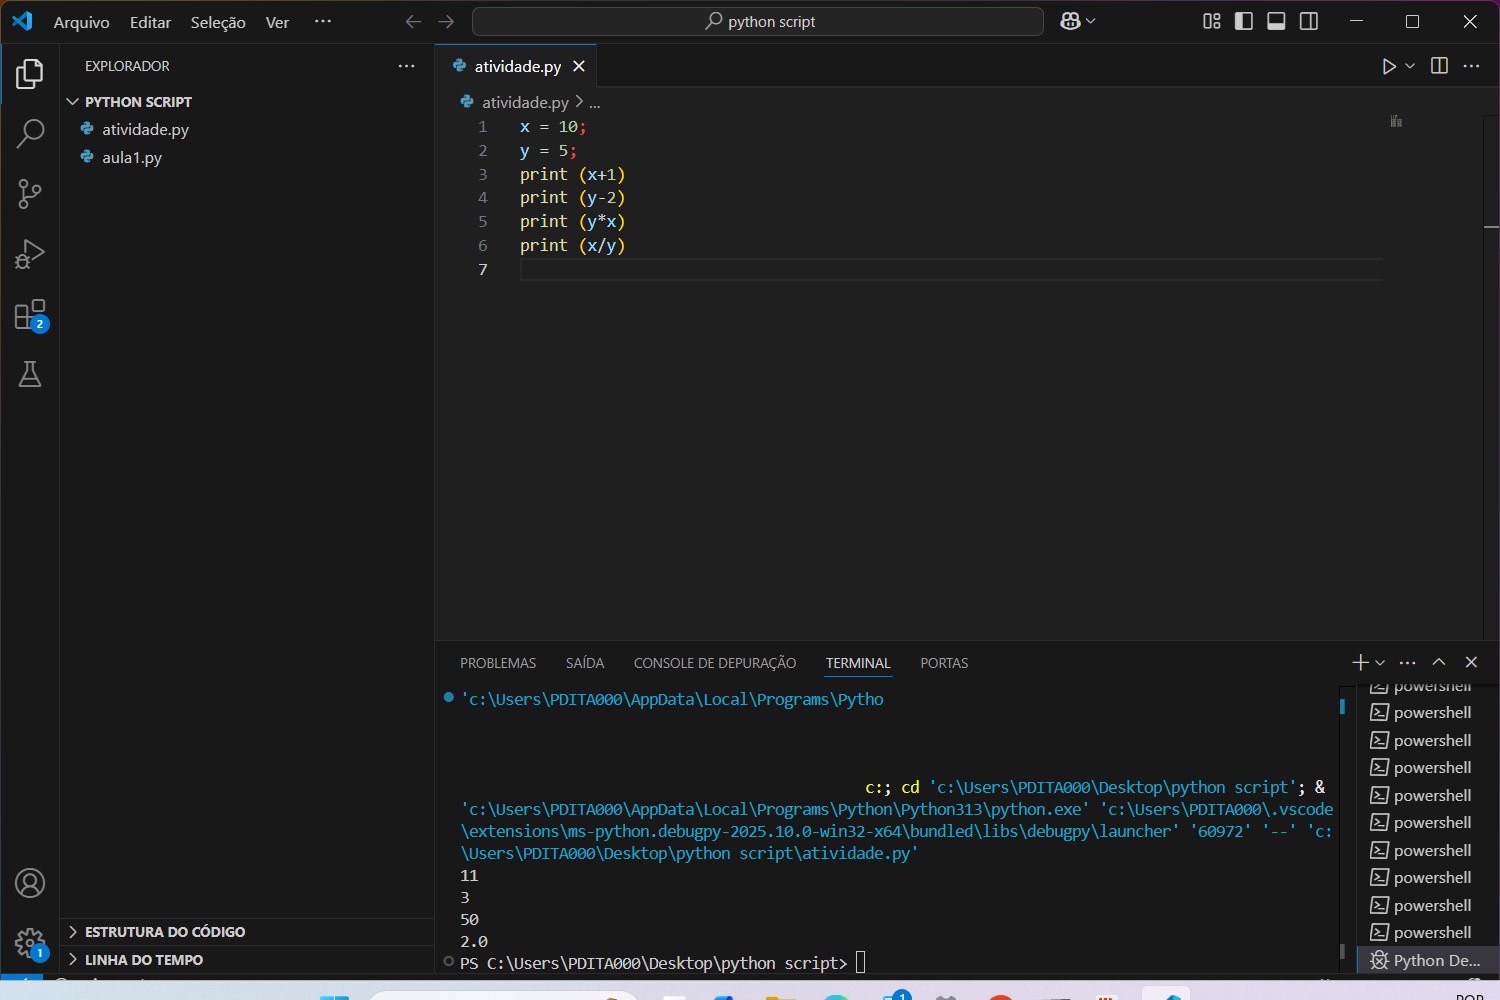 Arquivo Editar Seleção Ver ··· python script
EXPLORADOR ···
PYTHON SCRIPT
atividade.py
aula1.py
2
1
ESTRUTURA DO CÓDIGO
LINHA DO TEMPO
atividade.py
atividade.py > ...
1 x = 10;
2 y = 5;
3 print (x+1)
4 print (y-2)
5 print (y*x)
6 print (x/y)
7
PROBLEMAS SAÍDA CONSOLE DE DEPURAÇÃO TERMINAL PORTAS
'c:\Users\PDITA000\AppData\Local\Programs\Pytho
c:; cd 'c:\Users\PDITA000\Desktop\python script'; &
'c:\Users\PDITA000\AppData\Local\Programs\Python\Python313\python.exe' 'c:\Users\PDITA000\.vscode
\extensions\ms-python.debugpy-2025.10.0-win32-x64\bundled\libs\debugpy\launcher' '60972' '--' 'c:
\Users\PDITA000\Desktop\python script\atividade.py'
11
3
50
2.0
PS C:\Users\PDITA000\Desktop\python script>
powershell
powershell
powershell
powershell
powershell
powershell
powershell
powershell
powershell
powershell
Python De...
1